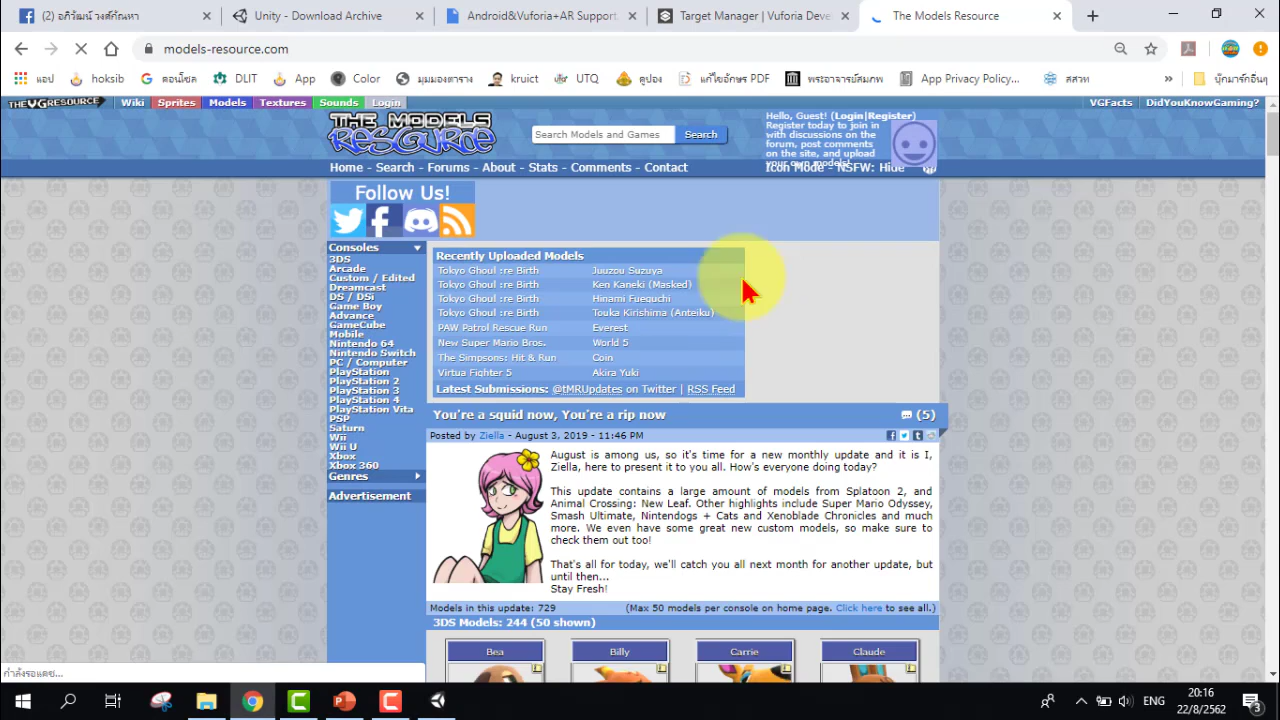 (2) อภิวัฒน์ วงศ์กัณหา
Unity - Download Archive
Android&Vuforia+AR Support
Target Manager | Vuforia Deve
The Models Resource
models-resource.com
แอป
hoksib
ตอนโซล
DLIT
App
Color
มุมมองตาราง
kruict
UTQ
คูปอง
แก้ไอักษร PDF
พระอาจารย์สมภพ
App Privacy Policy...
สสวท
»
บุ๊กมาร์กอื่นๆ
THE VG RESOURCE
Wiki
Sprites
Models
Textures
Sounds
Login
VGFacts
DidYouKnowGaming?
THE MODELS
RESOURCE
Search Models and Games
Search
Hello, Guest! (Login|Register)
Register today to join in
with discussions on the
forum, post comments
on the site, and upload
your own models!
Home - Search - Forums - About - Stats - Comments - Contact
Icon Mode - NSFW: Hide
Follow Us!
Consoles
3DS
Arcade
Custom / Edited
Dreamcast
DS / DSi
Game Boy
Advance
GameCube
Mobile
Nintendo 64
Nintendo Switch
PC / Computer
PlayStation
PlayStation 2
PlayStation 3
PlayStation 4
PlayStation Vita
PSP
Saturn
Wii
Wii U
Xbox
Xbox 360
Genres
Advertisement
Recently Uploaded Models
Tokyo Ghoul :re Birth Juuzou Suzuya
Tokyo Ghoul :re Birth Ken Kaneki (Masked)
Tokyo Ghoul :re Birth Hinami Fueguchi
Tokyo Ghoul :re Birth Touka Kirishima (Anteiku)
PAW Patrol Rescue Run Everest
New Super Mario Bros. World 5
The Simpsons: Hit & Run Coin
Virtua Fighter 5 Akira Yuki
Latest Submissions: @tMRUpdates on Twitter | RSS Feed
You're a squid now, You're a rip now
(5)
Posted by Ziella - August 3, 2019 - 11:46 PM
August is among us, so it's time for a new monthly update and it is I,
Ziella, here to present it to you all. How's everyone doing today?
This update contains a large amount of models from Splatoon 2, and
Animal Crossing: New Leaf. Other highlights include Super Mario Odyssey,
Smash Ultimate, Nintendogs + Cats and Xenoblade Chronicles and much
more. We even have some great new custom models, so make sure to
check them out too!
That's all for today, we'll catch you all next month for another update, but
until then...
Stay Fresh!
Models in this update: 729
(Max 50 models per console on home page. Click here to see all.)
3DS Models: 244 (50 shown)
Bea
Billy
Carrie
Claude
กำลังรอแคช...
ENG
20:16
22/8/2562
3